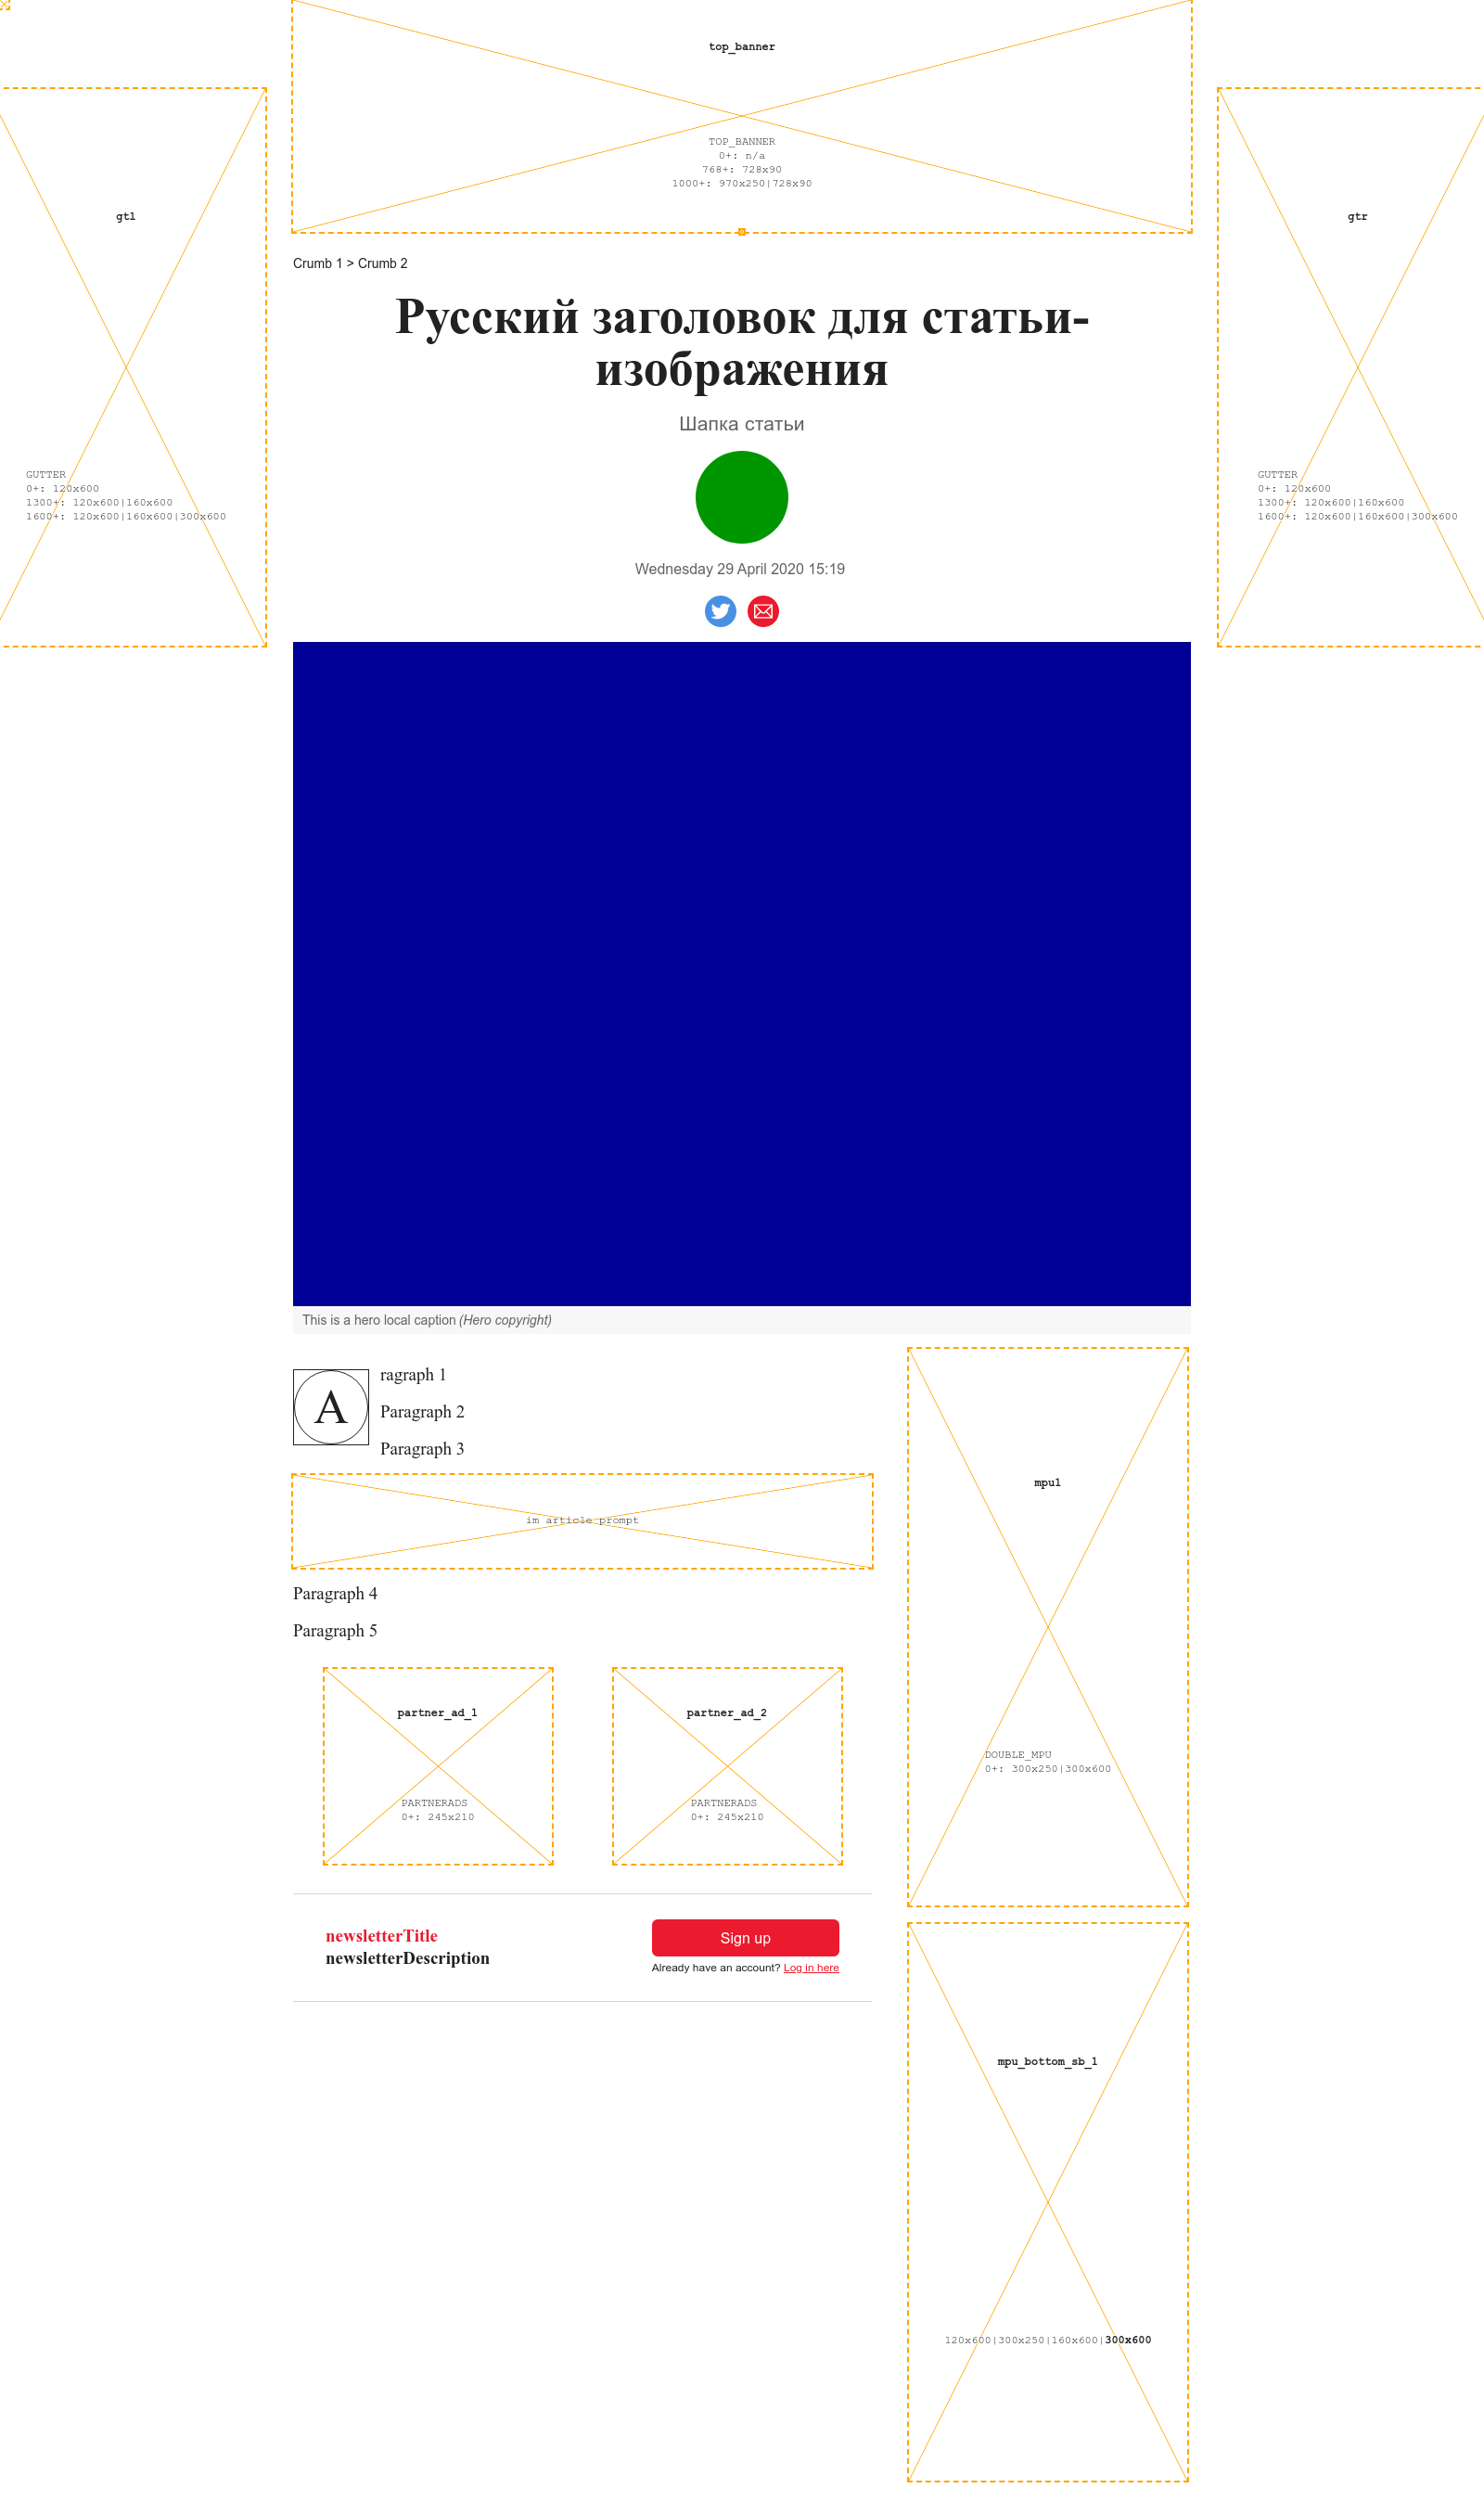 top_banner
TOP_BANNER
0+: n/a
768+: 728x90
1000+: 970x250|728x90
gtl
GUTTER
0+: 120x600
1300+: 120x600|160x600
1600+: 120x600|160x600|300x600
gtr
GUTTER
0+: 120x600
1300+: 120x600|160x600
1600+: 120x600|160x600|300x600
Crumb 1 > Crumb 2
Русский заголовок для статьи-
изображения
Шапка статьи
Wednesday 29 April 2020 15:19
This is a hero local caption (Hero copyright)
A
ragraph 1
Paragraph 2
Paragraph 3
im article prompt
Paragraph 4
Paragraph 5
partner_ad_1
PARTNERADS
0+: 245x210
partner_ad_2
PARTNERADS
0+: 245x210
newsletterTitle
newsletterDescription
Sign up
Already have an account? Log in here
mpu1
DOUBLE_MPU
0+: 300x250|300x600
mpu_bottom_sb_1
120x600|300x250|160x600|300x600